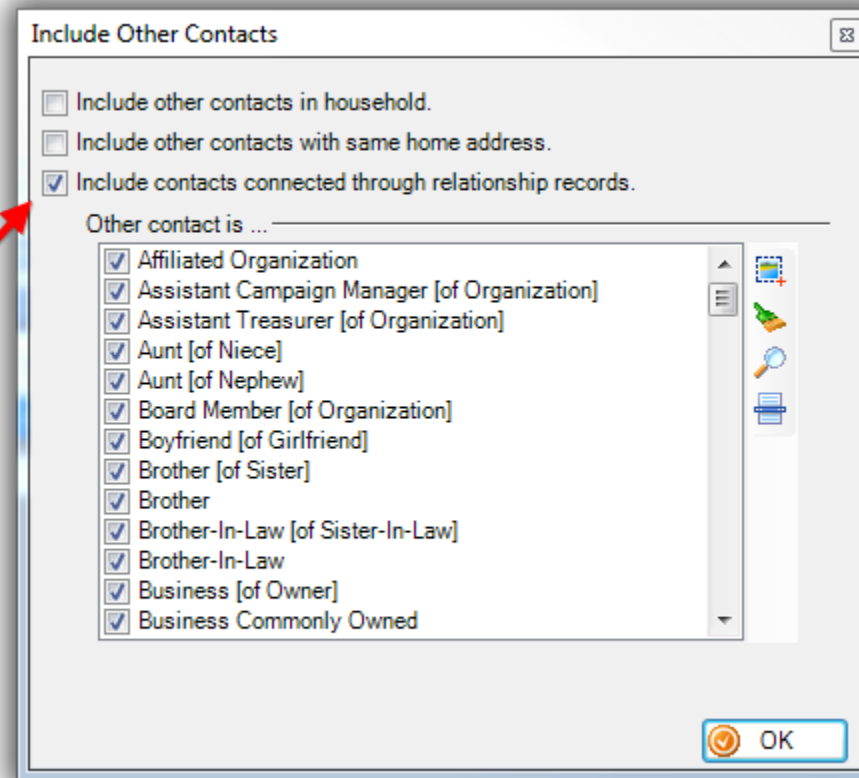 Include Other Contacts
Include other contacts in household.
Include other contacts with same home address.
Include contacts connected through relationship records.
Other contact is ...
Affiliated Organization
Assistant Campaign Manager [of Organization]
Assistant Treasurer [of Organization]
Aunt [of Niece]
Aunt [of Nephew]
Board Member [of Organization]
Boyfriend [of Girlfriend]
Brother [of Sister]
Brother
Brother-In-Law [of Sister-In-Law]
Brother-In-Law
Business [of Owner]
Business Commonly Owned
OK